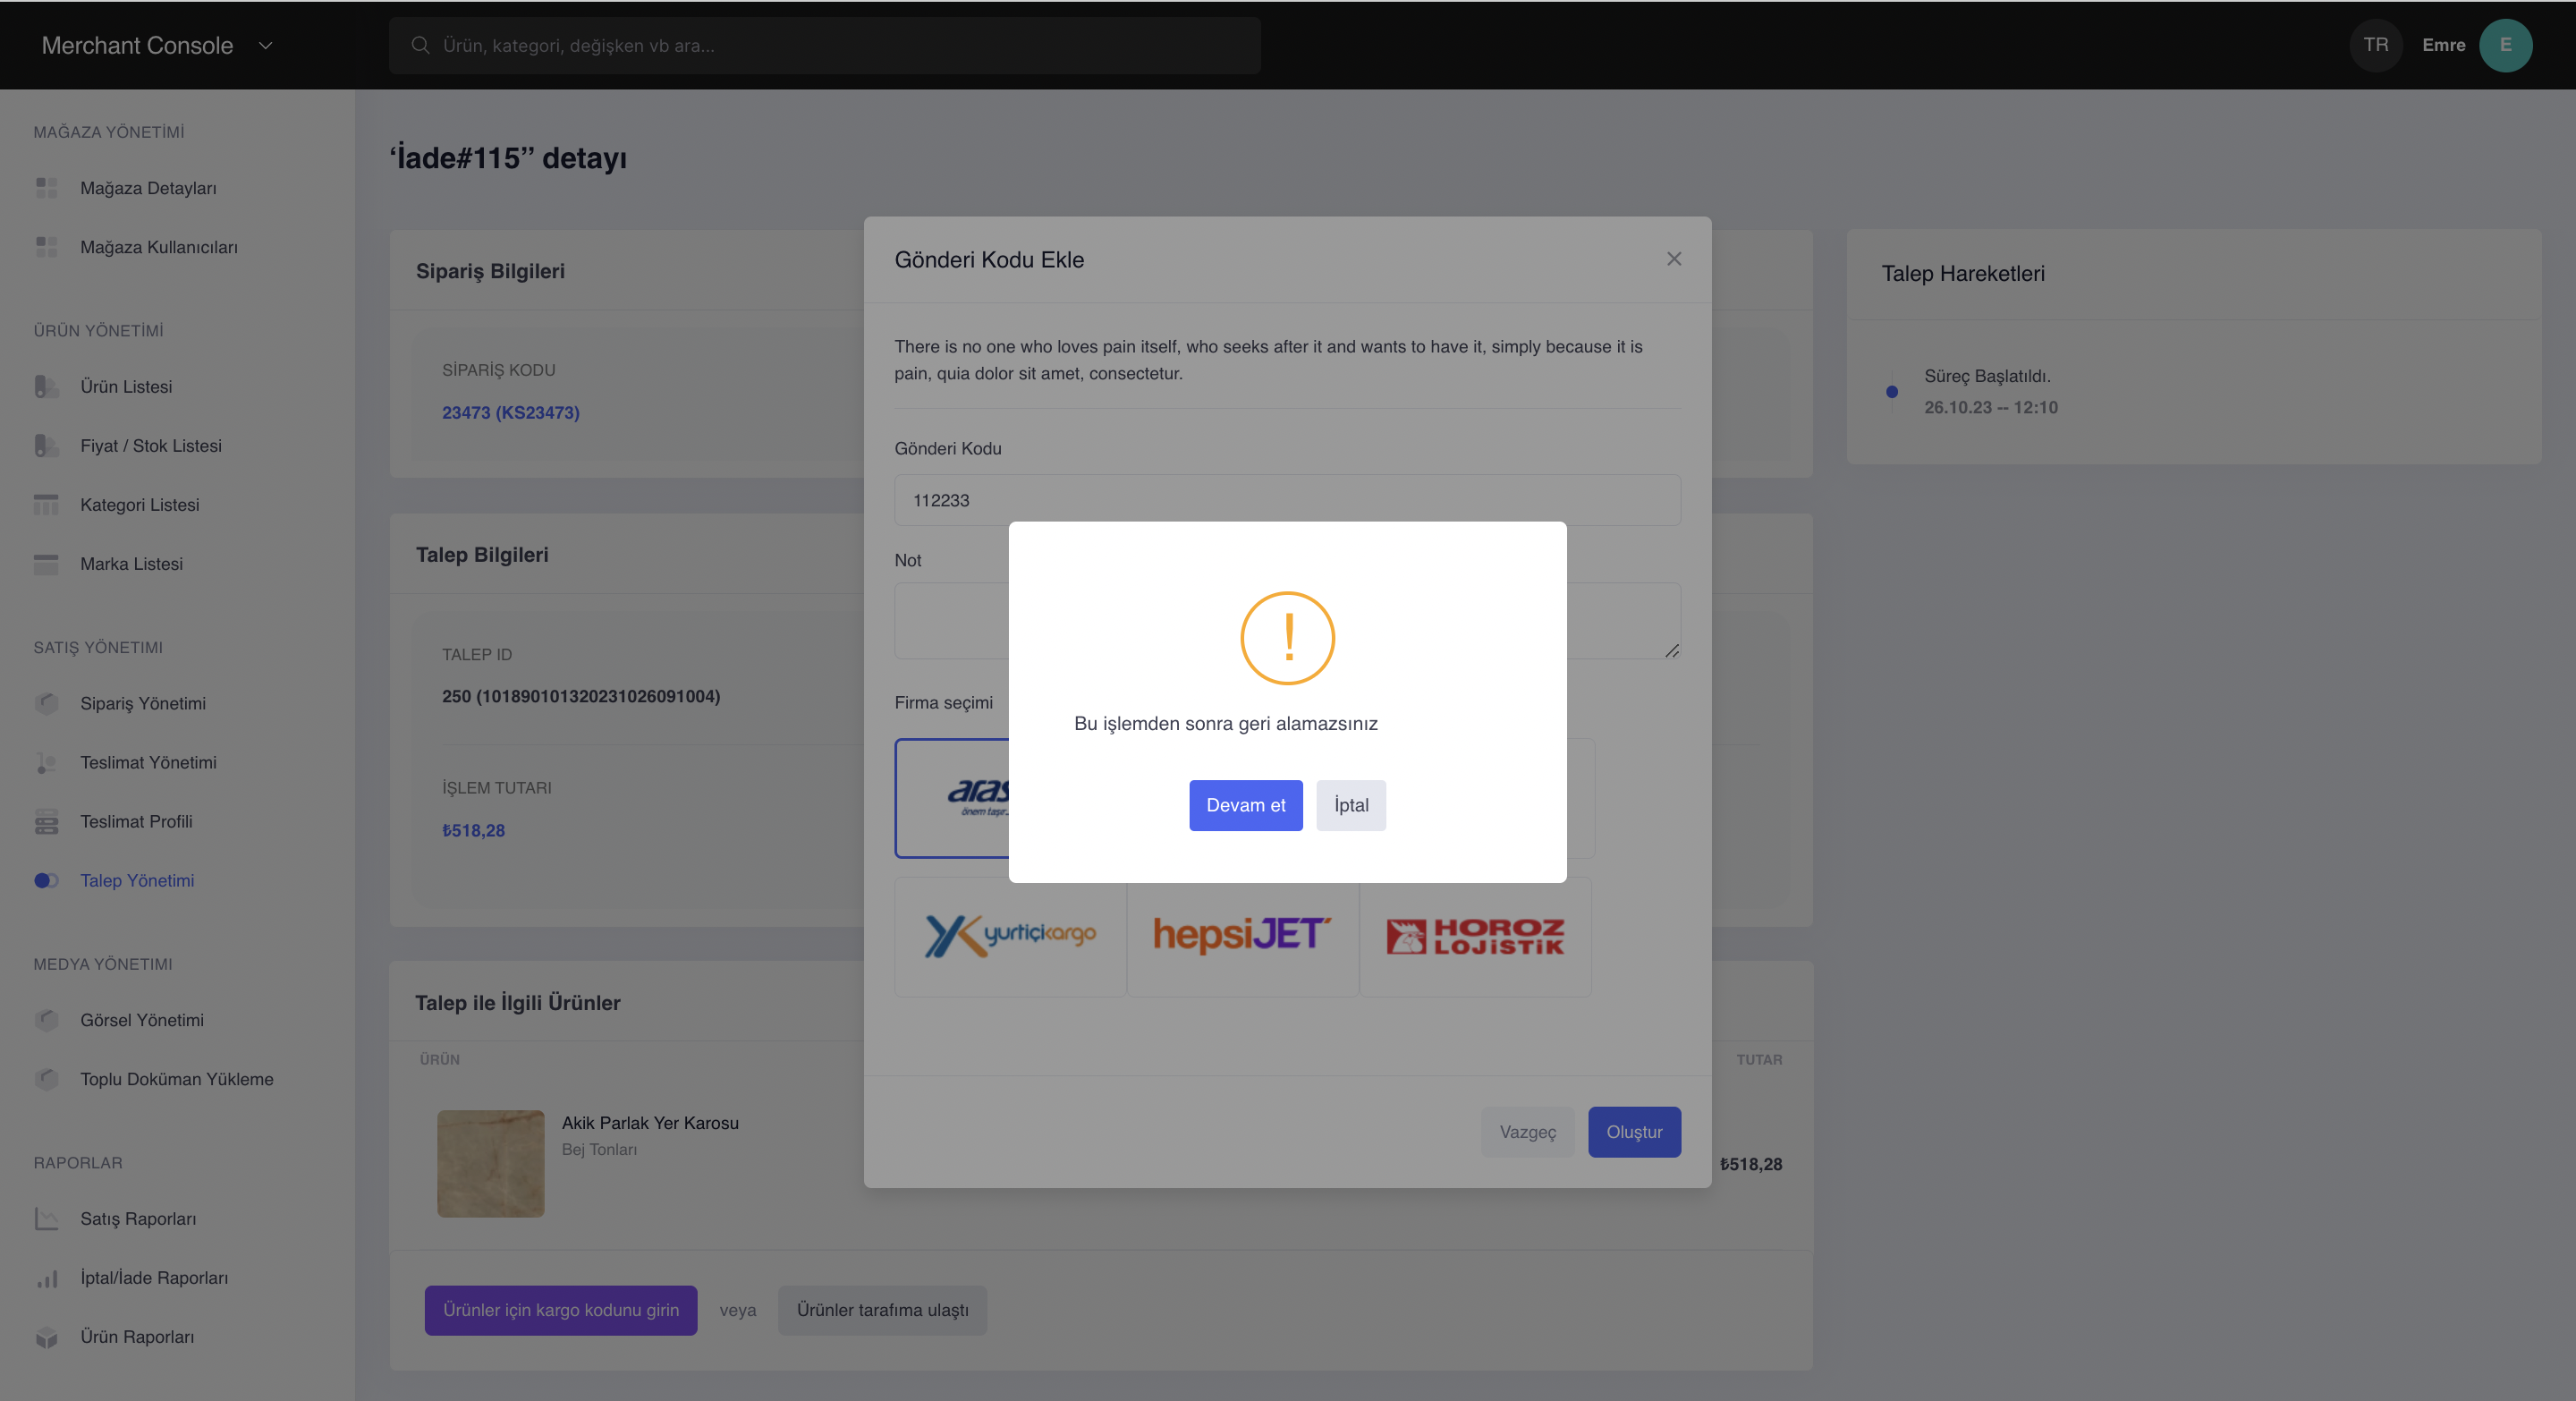 Merchant Console
Ürün, kategori, değişken vb ara...
TR
Emre
E
MAĞAZA YÖNETİMİ
Mağaza Detayları
Mağaza Kullanıcıları
ÜRÜN YÖNETİMİ
Ürün Listesi
Fiyat / Stok Listesi
Kategori Listesi
Marka Listesi
SATIŞ YÖNETIMI
Sipariş Yönetimi
Teslimat Yönetimi
Teslimat Profili
Talep Yönetimi
MEDYA YÖNETIMI
Görsel Yönetimi
Toplu Doküman Yükleme
RAPORLAR
Satış Raporları
İptal/İade Raporları
Ürün Raporları
‘İade#115’’ detayı
Sipariş Bilgileri
SİPARİŞ KODU
23473 (KS23473)
Talep Bilgileri
TALEP ID
250 (101890101320231026091004)
İŞLEM TUTARI
₺518,28
Talep ile İlgili Ürünler
ÜRÜN
TUTAR
Akik Parlak Yer Karosu
Bej Tonları
₺518,28
Ürünler için kargo kodunu girin
veya
Ürünler tarafıma ulaştı
Talep Hareketleri
Süreç Başlatıldı.
26.10.23 -- 12:10
Gönderi Kodu Ekle
There is no one who loves pain itself, who seeks after it and wants to have it, simply because it is
pain, quia dolor sit amet, consectetur.
Gönderi Kodu
112233
Not
Firma seçimi
aras
önem taşır..
yurtiçi kargo
hepsiJET
HOROZ
LOJİSTİK
Vazgeç
Oluştur
!
Bu işlemden sonra geri alamazsınız
Devam et
İptal